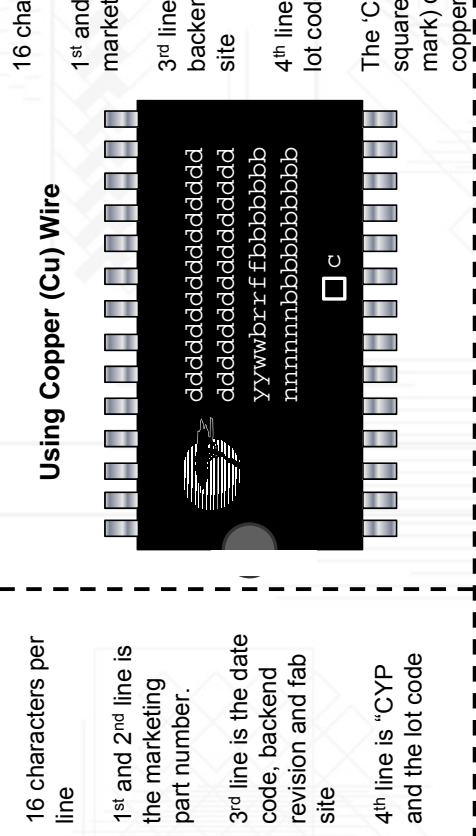 16 characters per
line
1st and 2nd line is
the marketing
part number.
3rd line is the date
code, backend
revision and fab
site
4th line is “CYP
and the lot code
Using Copper (Cu) Wire
dddddddddddddddd
dddddddddddddddd
yywwbrrffbbbbbbb
nnnnnnbbbbbbbbbb
c
16 cha
1st and
market
3rd line
backen
site
4th line
lot cod
The ‘C
square
mark) o
copper